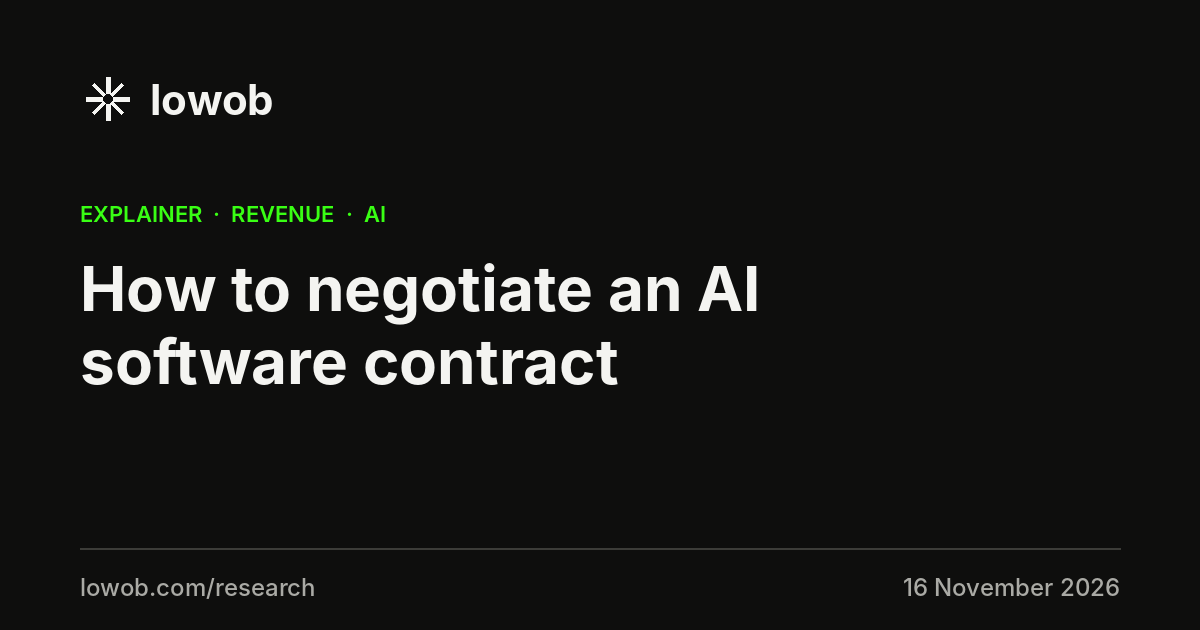 lowob
EXPLAINER · REVENUE · AI
How to negotiate an AI
software contract
lowob.com/research
16 November 2026